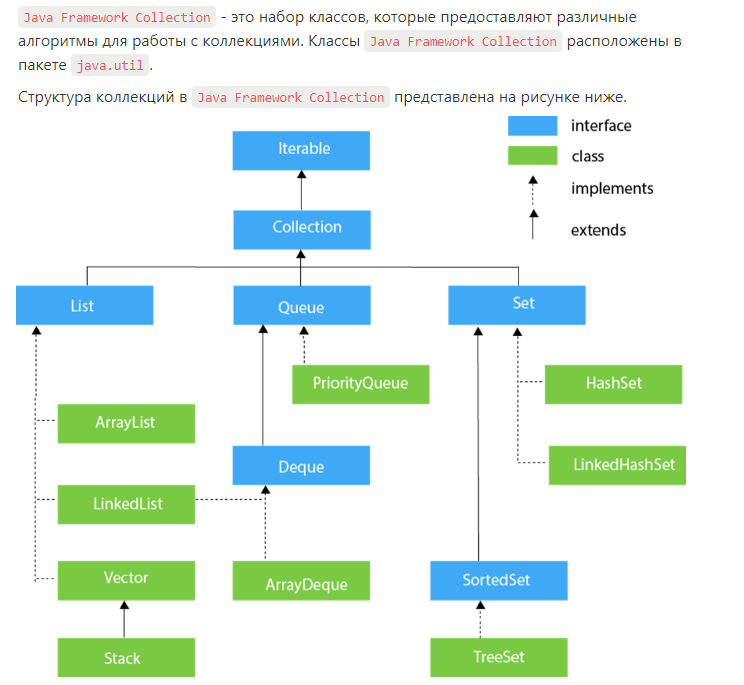 Java Framework Collection - это набор классов, которые предоставляют различные
алгоритмы для работы с коллекциями. Классы Java Framework Collection расположены в
пакете java.util.
Структура коллекций в Java Framework Collection представлена на рисунке ниже.
interface
class
implements
extends
Iterable
Collection
List
Queue
Set
PriorityQueue
HashSet
ArrayList
Deque
LinkedHashSet
LinkedList
Vector
ArrayDeque
SortedSet
Stack
TreeSet